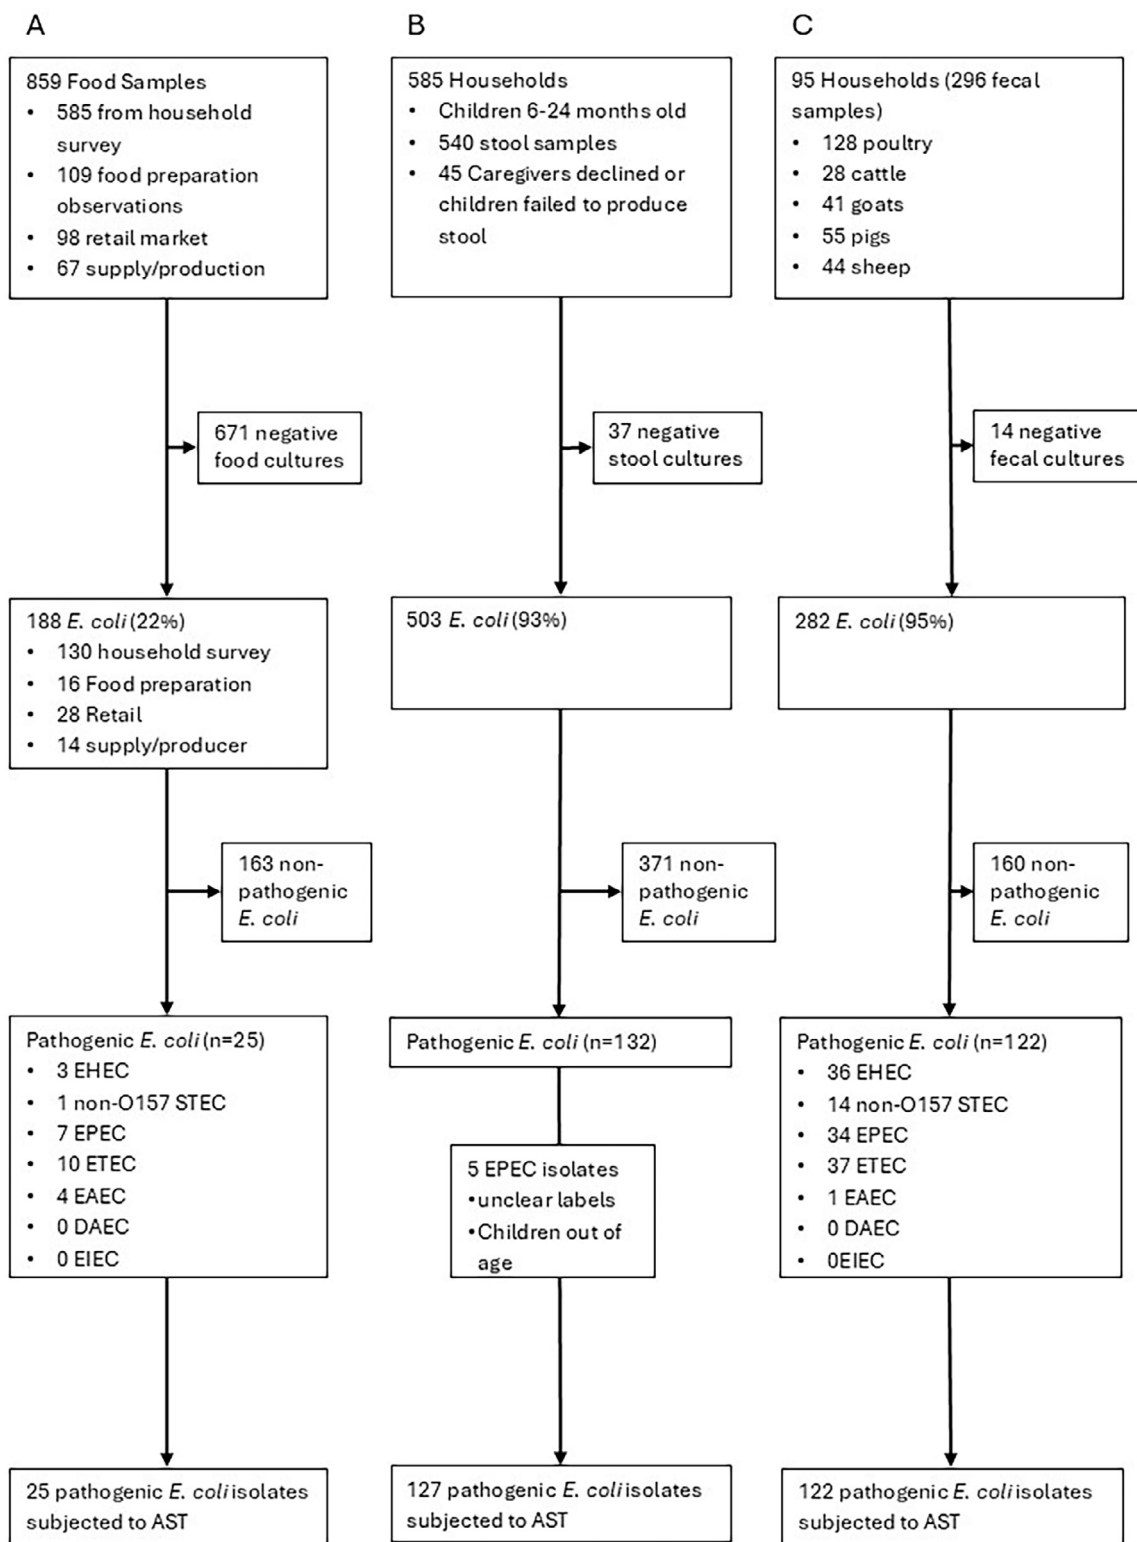 A
859 Food Samples
• 585 from household
survey
• 109 food preparation
observations
• 98 retail market
• 67 supply/production
671 negative
food cultures
188 E. coli (22%)
• 130 household survey
• 16 Food preparation
• 28 Retail
• 14 supply/producer
163 non-
pathogenic
E. coli
Pathogenic E. coli (n=25)
• 3 EHEC
• 1 non-O157 STEC
• 7 EPEC
• 10 ETEC
• 4 EAEC
• 0 DAEC
• 0 EIEC
25 pathogenic E. coli isolates
subjected to AST
B
585 Households
• Children 6-24 months old
• 540 stool samples
• 45 Caregivers declined or
children failed to produce
stool
37 negative
stool cultures
503 E. coli (93%)
371 non-
pathogenic
E. coli
Pathogenic E. coli (n=132)
5 EPEC isolates
•unclear labels
•Children out of
age
127 pathogenic E. coli isolates
subjected to AST
C
95 Households (296 fecal
samples)
• 128 poultry
• 28 cattle
• 41 goats
• 55 pigs
• 44 sheep
14 negative
fecal cultures
282 E. coli (95%)
160 non-
pathogenic
E. coli
Pathogenic E. coli (n=122)
• 36 EHEC
• 14 non-O157 STEC
• 34 EPEC
• 37 ETEC
• 1 EAEC
• 0 DAEC
• 0EIEC
122 pathogenic E. coli isolates
subjected to AST